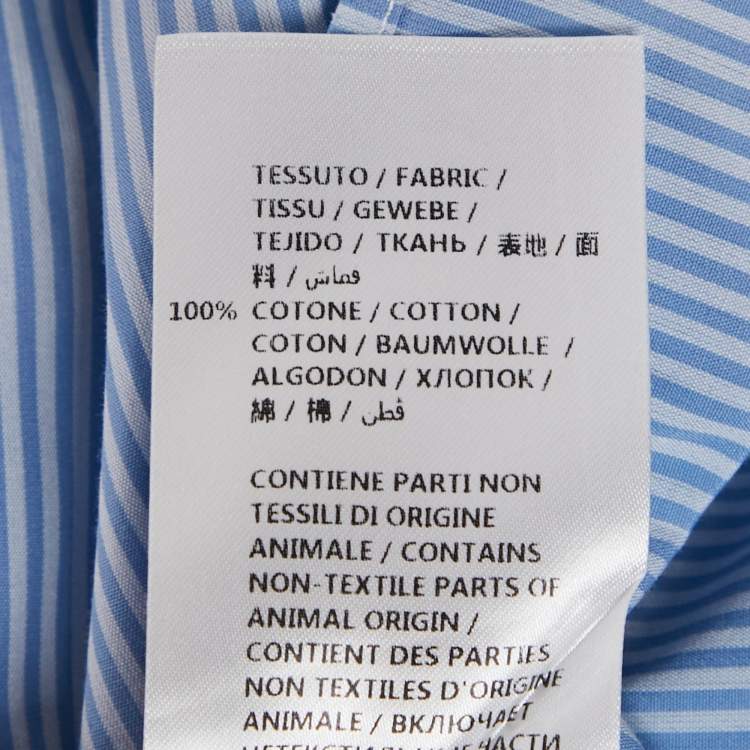 TESSUTO / FABRIC /
TISSU / GEWEBE /
TEJIDO / ТКАНЬ / 表地 / 面
料 / قماش
100% COTONE / COTTON /
COTON / BAUMWOLLE /
ALGODON / ХЛОПОК /
綿 / 棉 / قطن
CONTIENE PARTI NON
TESSILI DI ORIGINE
ANIMALE / CONTAINS
NON-TEXTILE PARTS OF
ANIMAL ORIGIN /
CONTIENT DES PARTIES
NON TEXTILES D'ORIGINE
ANIMALE / ВКЛЮЧАЕТ
НЕТЕКСТИЛЬНЫЕ ЧАСТИ